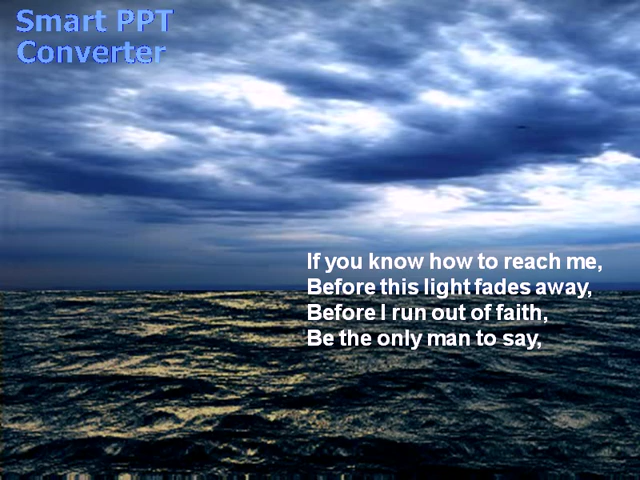 Smart PPT
Converter
If you know how to reach me,
Before this light fades away,
Before I run out of faith,
Be the only man to say,